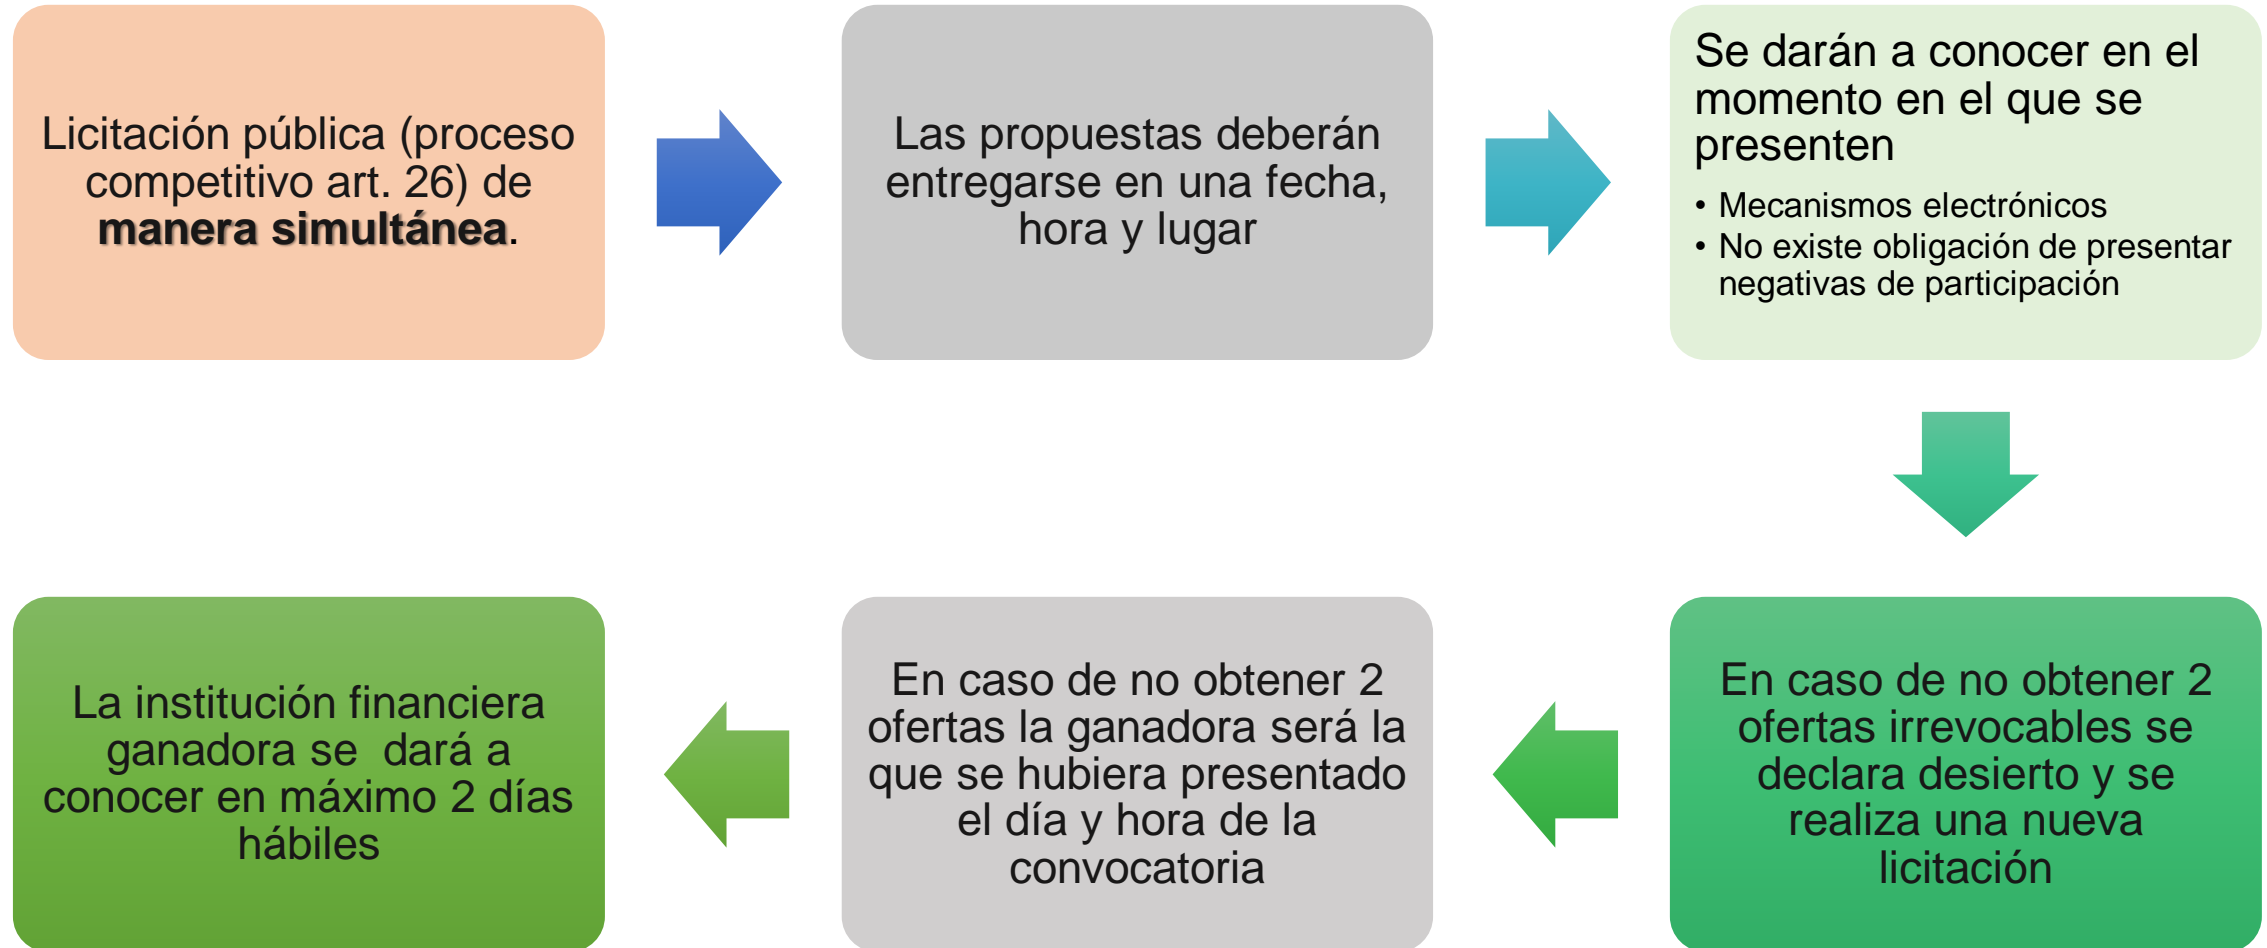 Licitación pública (proceso
competitivo art. 26) de
manera simultánea.
Las propuestas deberán
entregarse en una fecha,
hora y lugar
Se darán a conocer en el
momento en el que se
presenten
• Mecanismos electrónicos
• No existe obligación de presentar
negativas de participación
En caso de no obtener 2
ofertas irrevocables se
declara desierto y se
realiza una nueva
licitación
En caso de no obtener 2
ofertas la ganadora será la
que se hubiera presentado
el día y hora de la
convocatoria
La institución financiera
ganadora se  dará a
conocer en máximo 2 días
hábiles